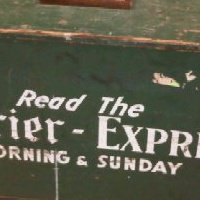 Read The
rier-EXPRE
ORNING & SUNDAY